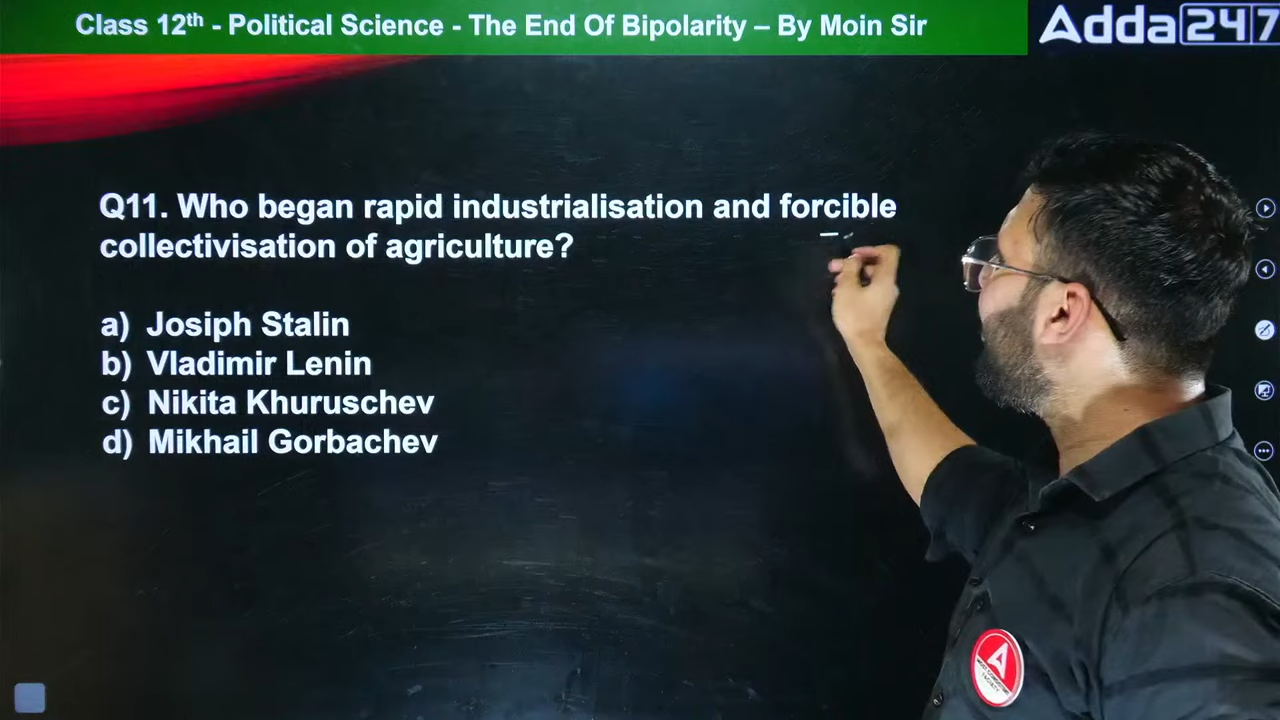 Class 12th - Political Science - The End Of Bipolarity – By Moin Sir
Adda247
Q11. Who began rapid industrialisation and forcible
collectivisation of agriculture?
a) Josiph Stalin
b) Vladimir Lenin
c) Nikita Khuruschev
d) Mikhail Gorbachev
A